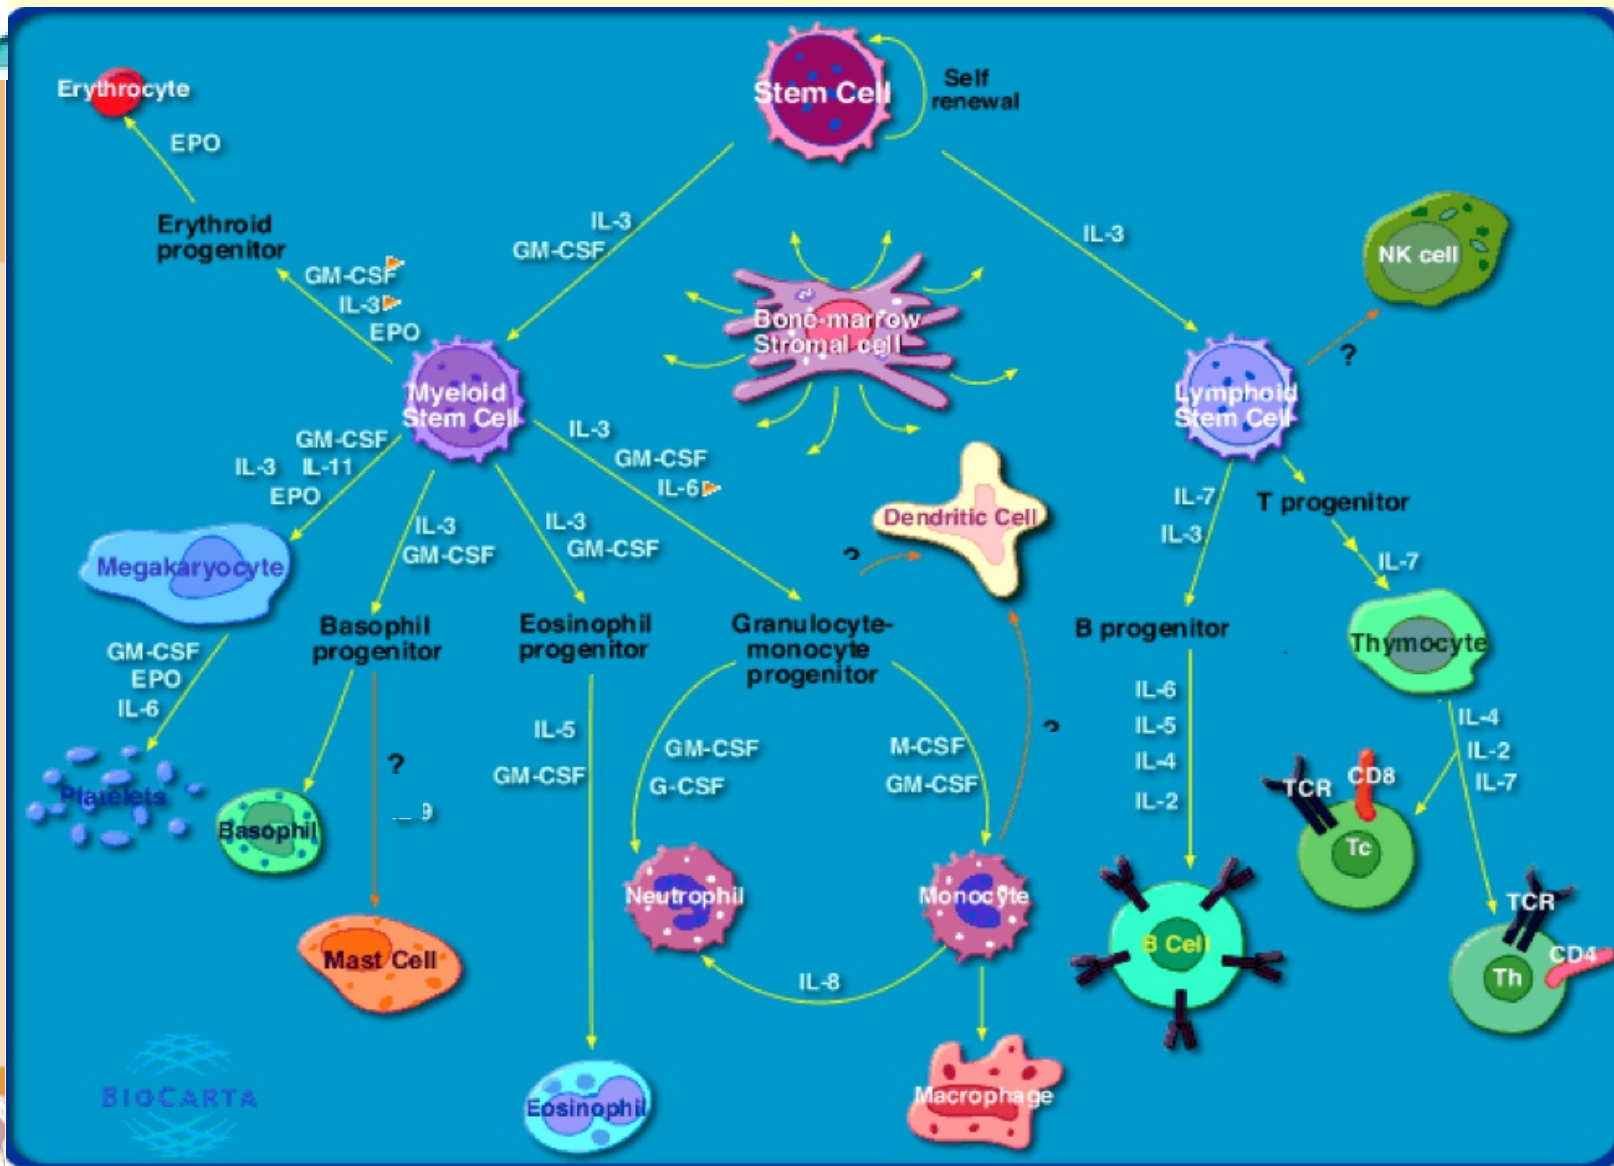 Erythrocyte
EPO
Erythroid
progenitor
GM-CSF
IL-3
EPO
Stem Cell
Self
renewal
IL-3
GM-CSF
IL-3
NK cell
?
Bone-marrow
Stromal cell
Myeloid
Stem Cell
Lymphoid
Stem Cell
GM-CSF
IL-3 IL-11
EPO
IL-3
GM-CSF
IL-3
GM-CSF
IL-3
GM-CSF
IL-6
Dendritic Cell
?
IL-7
IL-3
T progenitor
IL-7
Megakaryocyte
GM-CSF
EPO
IL-6
Platelets
Basophil
progenitor
Eosinophil
progenitor
Granulocyte-
monocyte
progenitor
B progenitor
Thymocyte
?
9
Basophil
Mast Cell
IL-5
GM-CSF
GM-CSF
G-CSF
M-CSF
GM-CSF
?
IL-6
IL-5
IL-4
IL-2
IL-4
IL-2
IL-7
TCR
CD8
Tc
TCR
CD4
Th
Neutrophil
Monocyte
IL-8
B Cell
Eosinophil
Macrophage
BIOCARTA